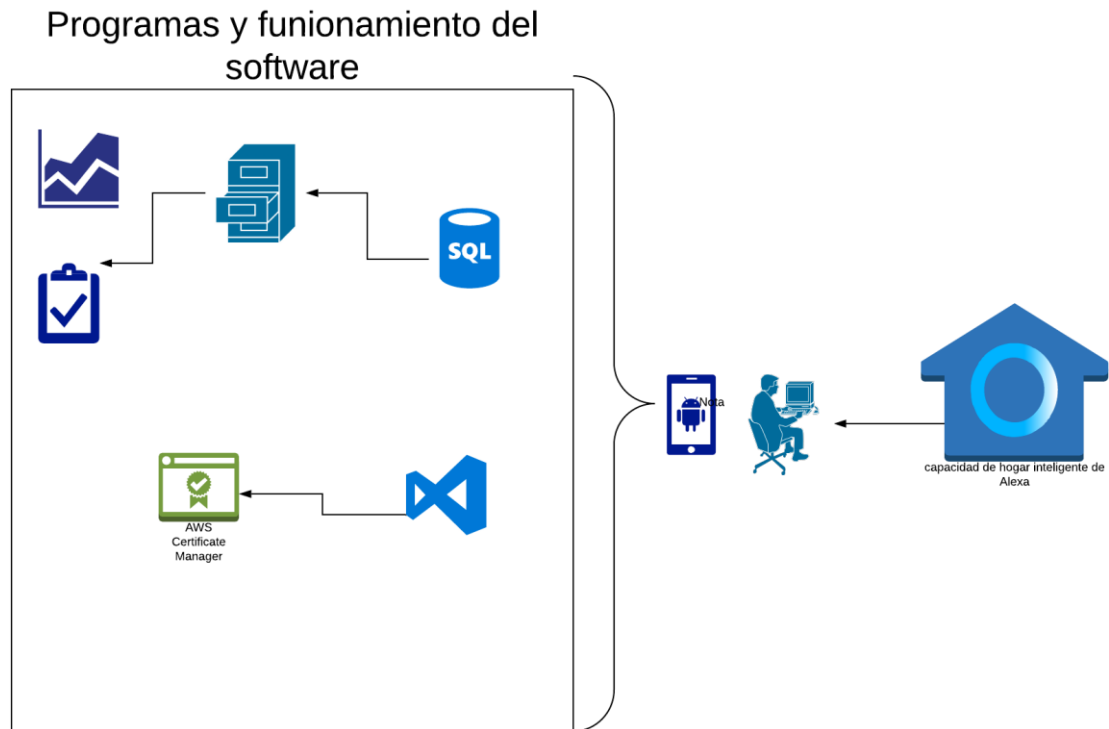 Programas y funionamiento del
software
SQL
Nota
capacidad de hogar inteligente de
Alexa
AWS
Certificate
Manager